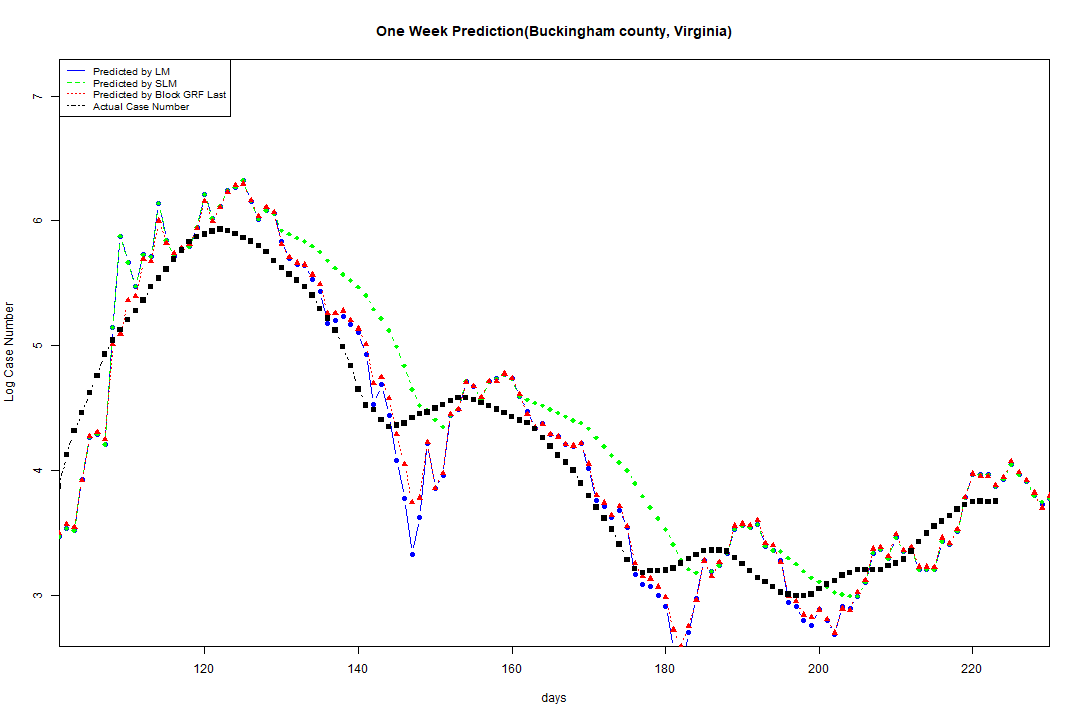 One Week Prediction(Buckingham county, Virginia)
Predicted by LM
Predicted by SLM
Predicted by Block GRF Last
Actual Case Number
7
6
5
4
3
Log Case Number
120 140 160 180 200 220
days